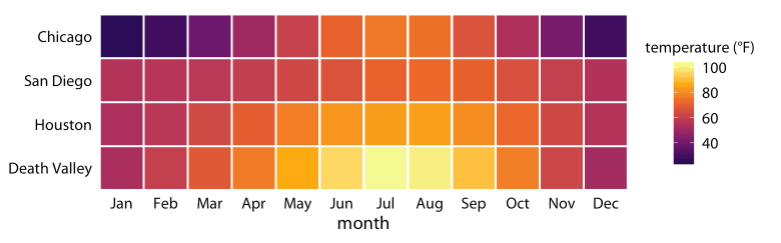 Chicago
San Diego
Houston
Death Valley
Jan Feb Mar Apr May Jun Jul Aug Sep Oct Nov Dec
month
temperature (°F)
100
80
60
40